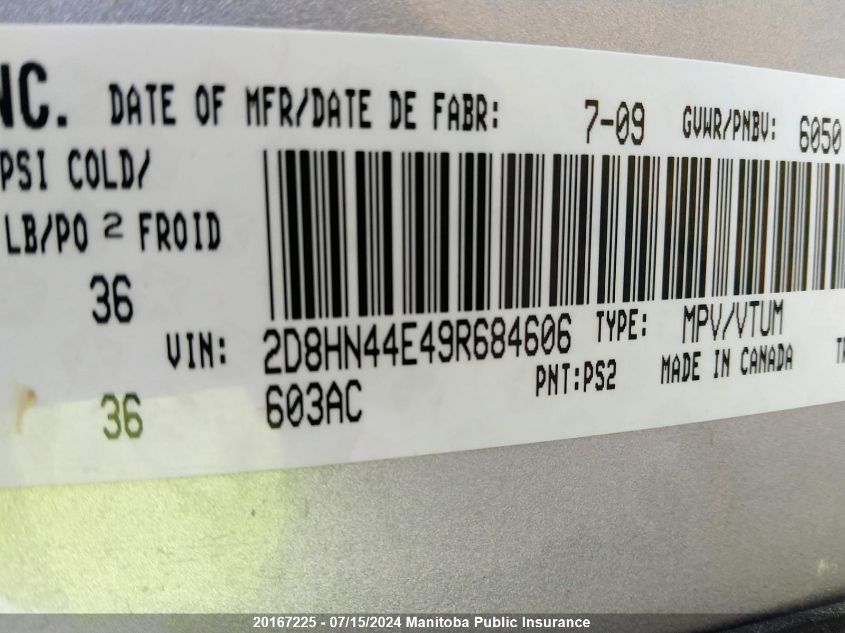 NC. DATE OF MFR/DATE DE FABR: 7-09 GVWR/PNBV: 6050
PSI COLD/
LB/PO 2 FROID
36
VIN: 2D8HN44E49R684606 TYPE: MPV/VTUM
36 603AC PNT:PS2 MADE IN CANADA
20167225 - 07/15/2024 Manitoba Public Insurance